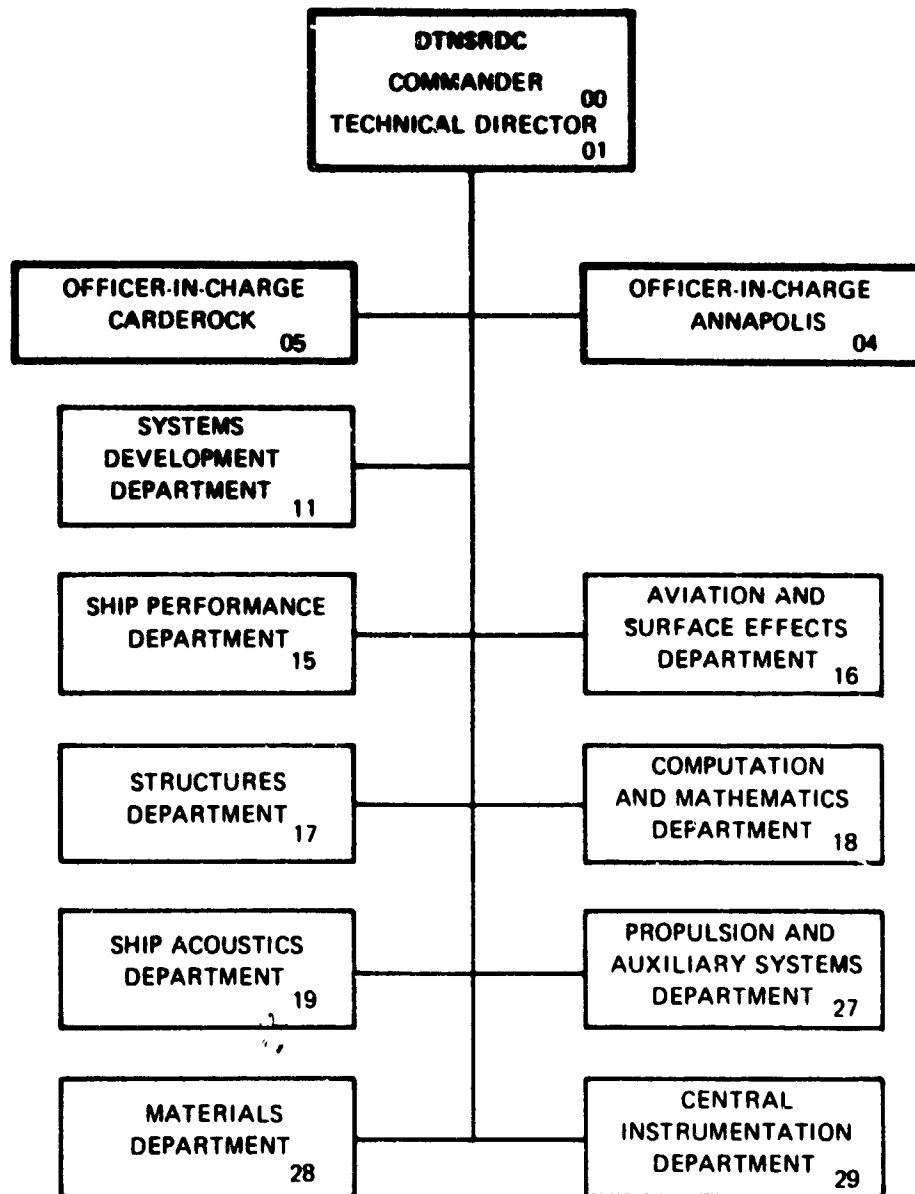 DTNSRDC
COMMANDER
00
TECHNICAL DIRECTOR
01
OFFICER-IN-CHARGE
CARDEROCK
05
OFFICER-IN-CHARGE
ANNAPOLIS
04
SYSTEMS
DEVELOPMENT
DEPARTMENT
11
SHIP PERFORMANCE
DEPARTMENT
15
AVIATION AND
SURFACE EFFECTS
DEPARTMENT
16
STRUCTURES
DEPARTMENT
17
COMPUTATION
AND MATHEMATICS
DEPARTMENT
18
SHIP ACOUSTICS
DEPARTMENT
19
PROPULSION AND
AUXILIARY SYSTEMS
DEPARTMENT
27
MATERIALS
DEPARTMENT
28
CENTRAL
INSTRUMENTATION
DEPARTMENT
29